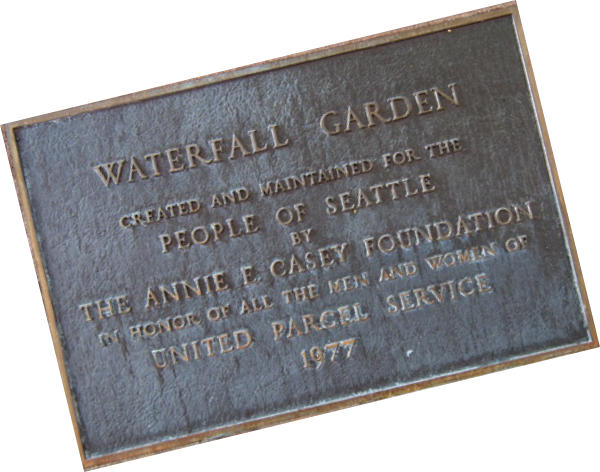 WATERFALL GARDEN
CREATED AND MAINTAINED FOR THE
PEOPLE OF SEATTLE
BY
THE ANNIE E. CASEY FOUNDATION
IN HONOR OF ALL THE MEN AND WOMEN OF
UNITED PARCEL SERVICE
1977